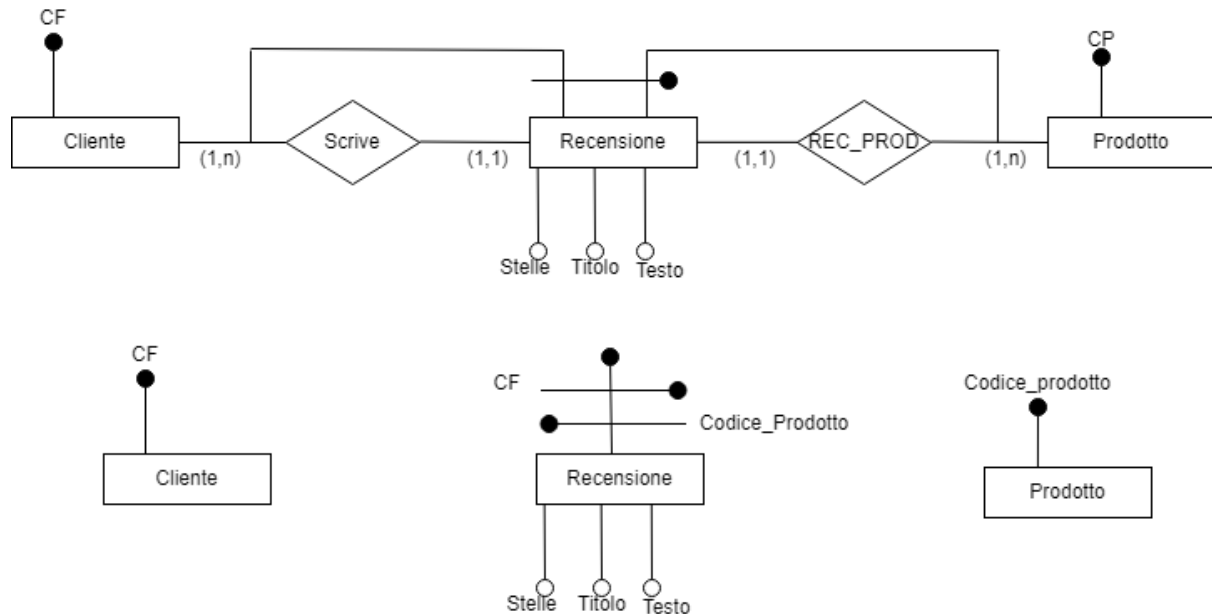 CF
CP
Cliente
Scrive
Recensione
REC_PROD
Prodotto
(1,n)
(1,1)
(1,1)
(1,n)
Stelle
Titolo
Testo
CF
CF
Codice_prodotto
Codice_Prodotto
Cliente
Recensione
Prodotto
Stelle
Titolo
Testo